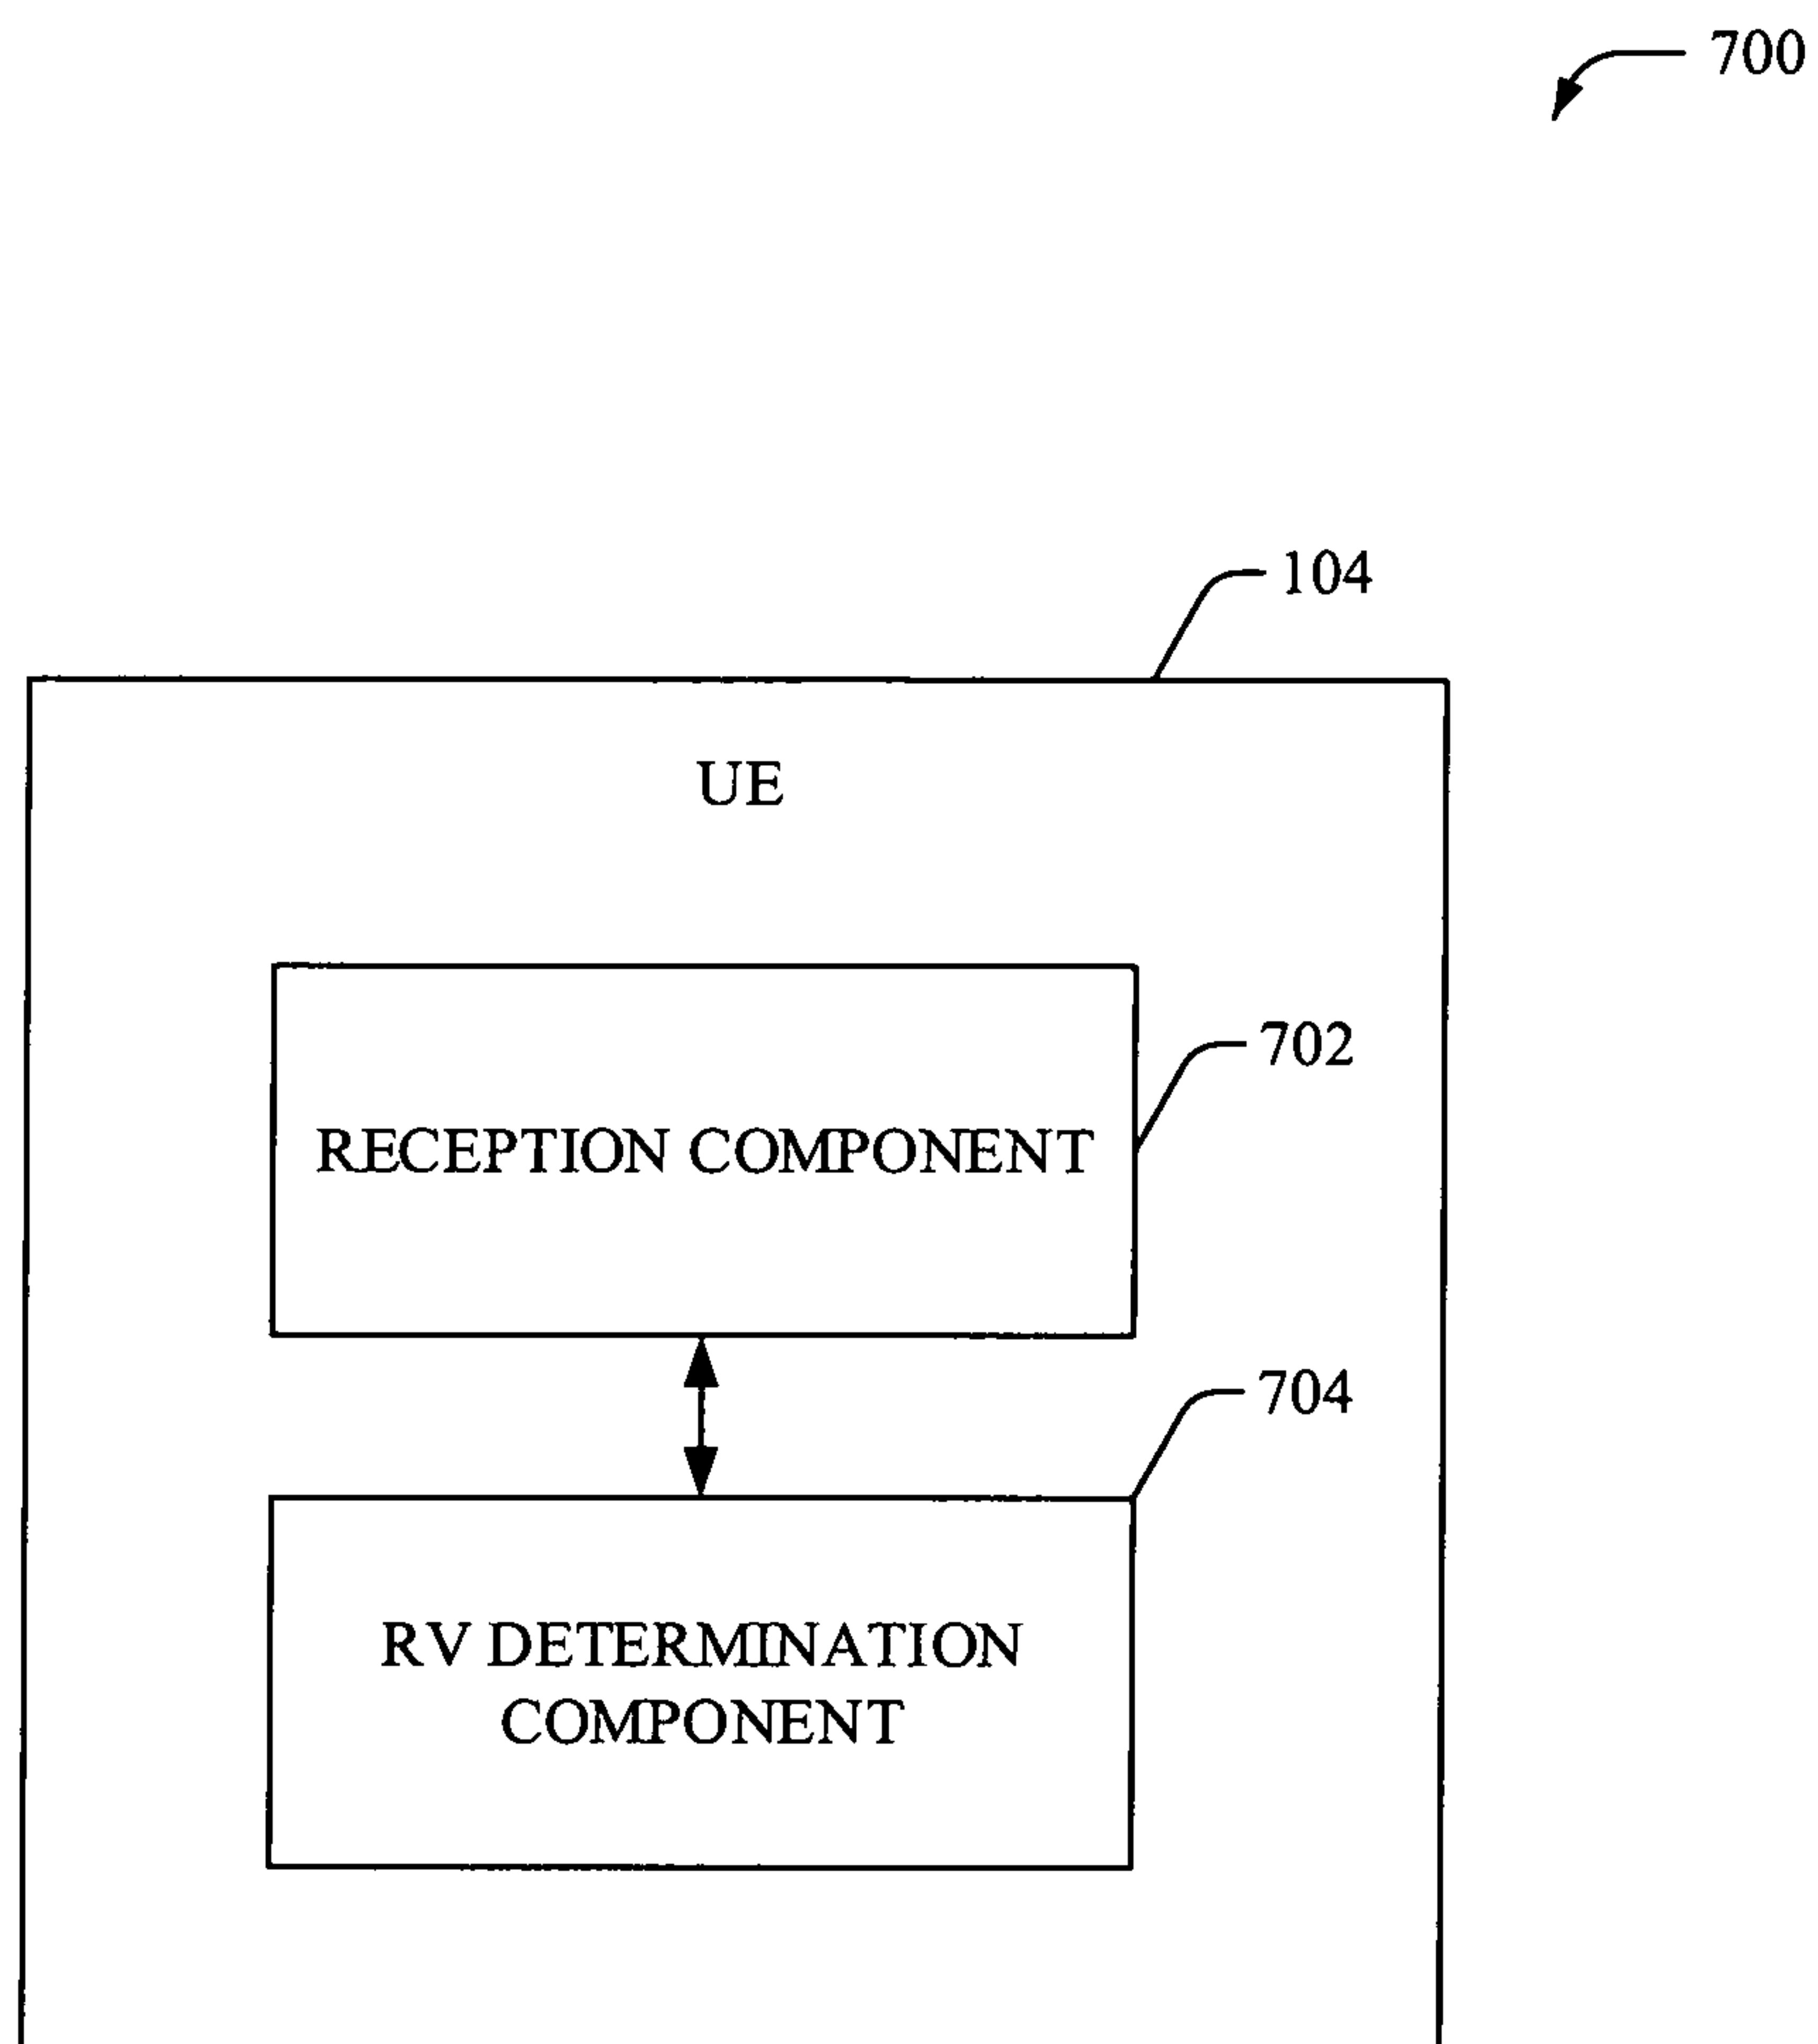 700
104
UE
702
RECEPTION COMPONENT
704
RV DETERMINATION
COMPONENT